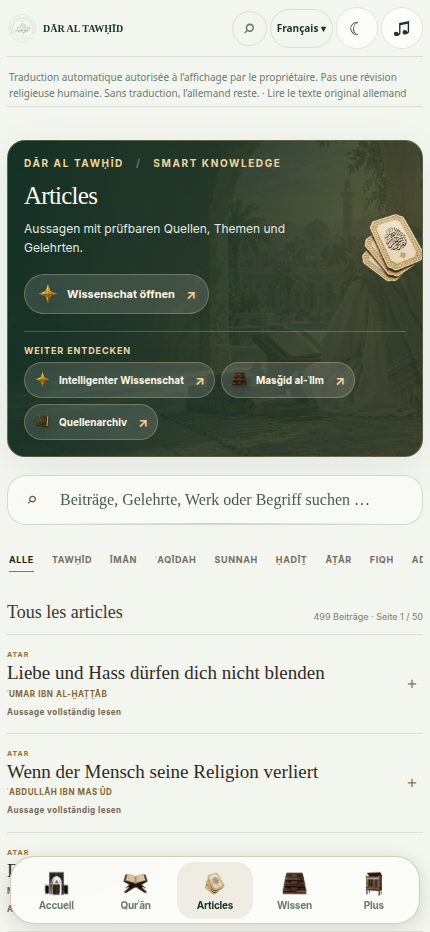 DĀR AL TAWḤĪD
Français ▾
Traduction automatique autorisée à l'affichage par le propriétaire. Pas une révision
religieuse humaine. Sans traduction, l'allemand reste. · Lire le texte original allemand
DĀR AL TAWḤĪD / SMART KNOWLEDGE
Articles
Aussagen mit prüfbaren Quellen, Themen und
Gelehrten.
Wissenschat öffnen
WEITER ENTDECKEN
Intelligenter Wissenschat
Masǧid al-ʿIlm
Quellenarchiv
Beiträge, Gelehrte, Werk oder Begriff suchen …
ALLE TAWḤĪD ĪMĀN ʿAQĪDAH SUNNAH ḤADĪṮ ĀṮĀR FIQH
Tous les articles
499 Beiträge · Seite 1 / 50
ATAR
Liebe und Hass dürfen dich nicht blenden
ʿUMAR IBN AL-ḤAṬṬĀB
Aussage vollständig lesen
ATAR
Wenn der Mensch seine Religion verliert
ʿABDULLĀH IBN MASʿŪD
Aussage vollständig lesen
ATAR
Accueil
Qurʾān
Articles
Wissen
Plus